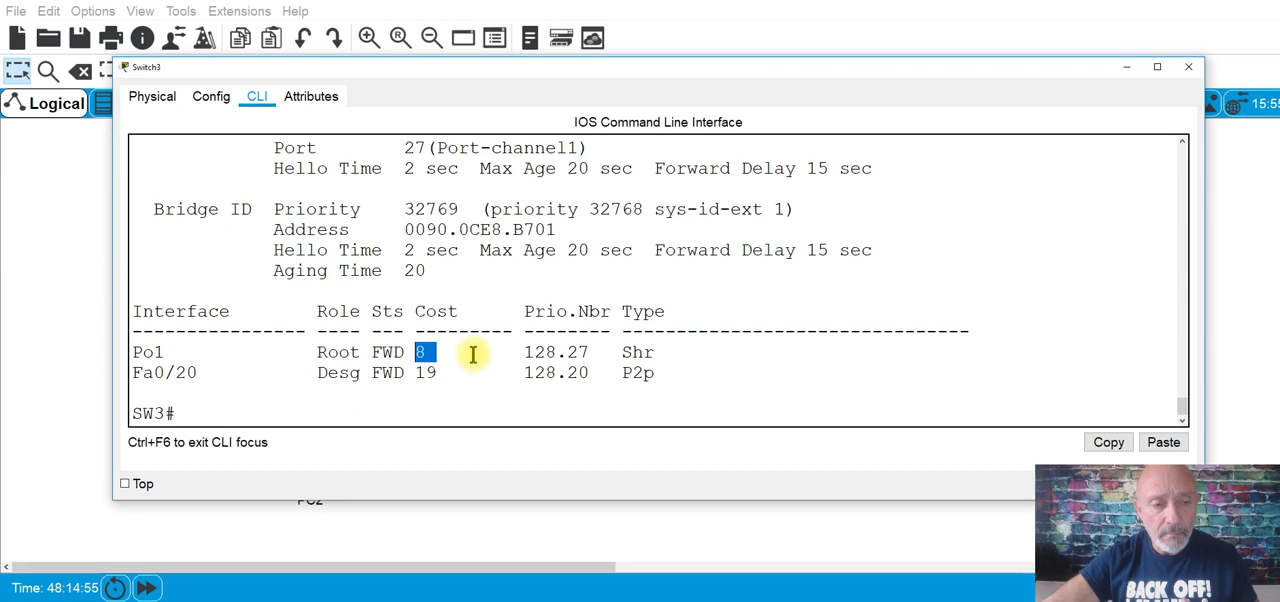 File Edit Options View Tools Extensions Help
Switch3
Physical Config CLI Attributes
Logical
15:55
IOS Command Line Interface
Port 27(Port-channel1)
Hello Time 2 sec Max Age 20 sec Forward Delay 15 sec
Bridge ID Priority 32769 (priority 32768 sys-id-ext 1)
Address 0090.0CE8.B701
Hello Time 2 sec Max Age 20 sec Forward Delay 15 sec
Aging Time 20
Interface Role Sts Cost Prio.Nbr Type
---------------- ---- --- --------- -------- --------------------------------
Po1 Root FWD 8 128.27 Shr
Fa0/20 Desg FWD 19 128.20 P2p
SW3#
Ctrl+F6 to exit CLI focus
Copy Paste
Top
PC2
Time: 48:14:55
BACK OFF!